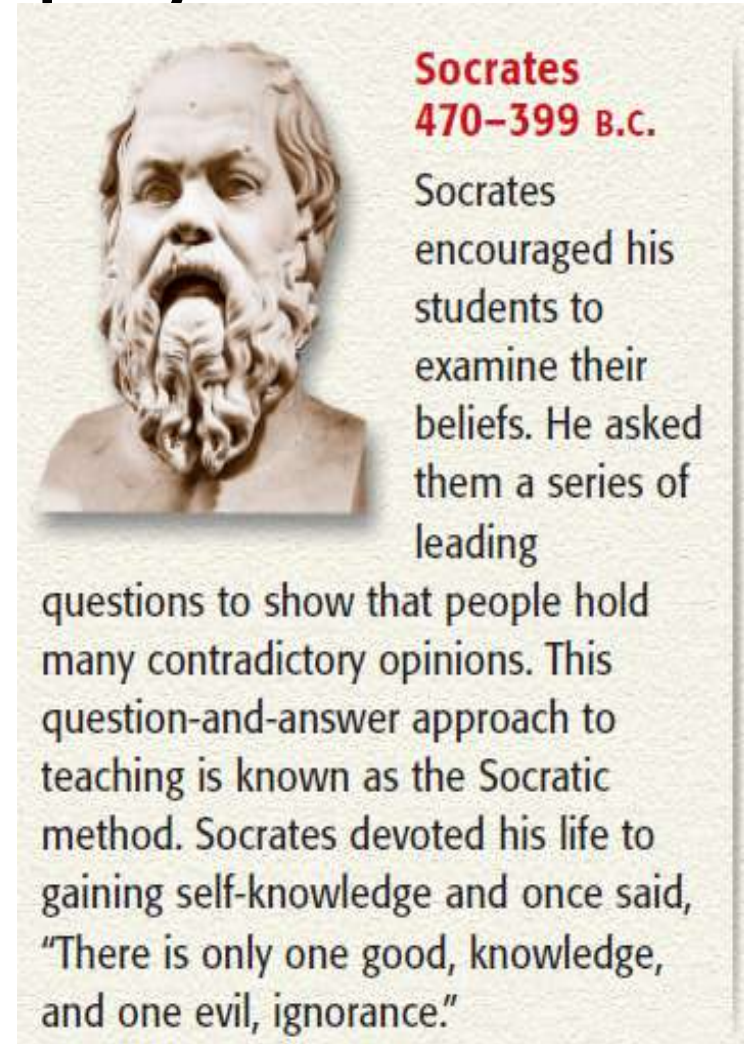 Socrates
470–399 B.C.
Socrates
encouraged his
students to
examine their
beliefs. He asked
them a series of
leading
questions to show that people hold
many contradictory opinions. This
question-and-answer approach to
teaching is known as the Socratic
method. Socrates devoted his life to
gaining self-knowledge and once said,
“There is only one good, knowledge,
and one evil, ignorance.”